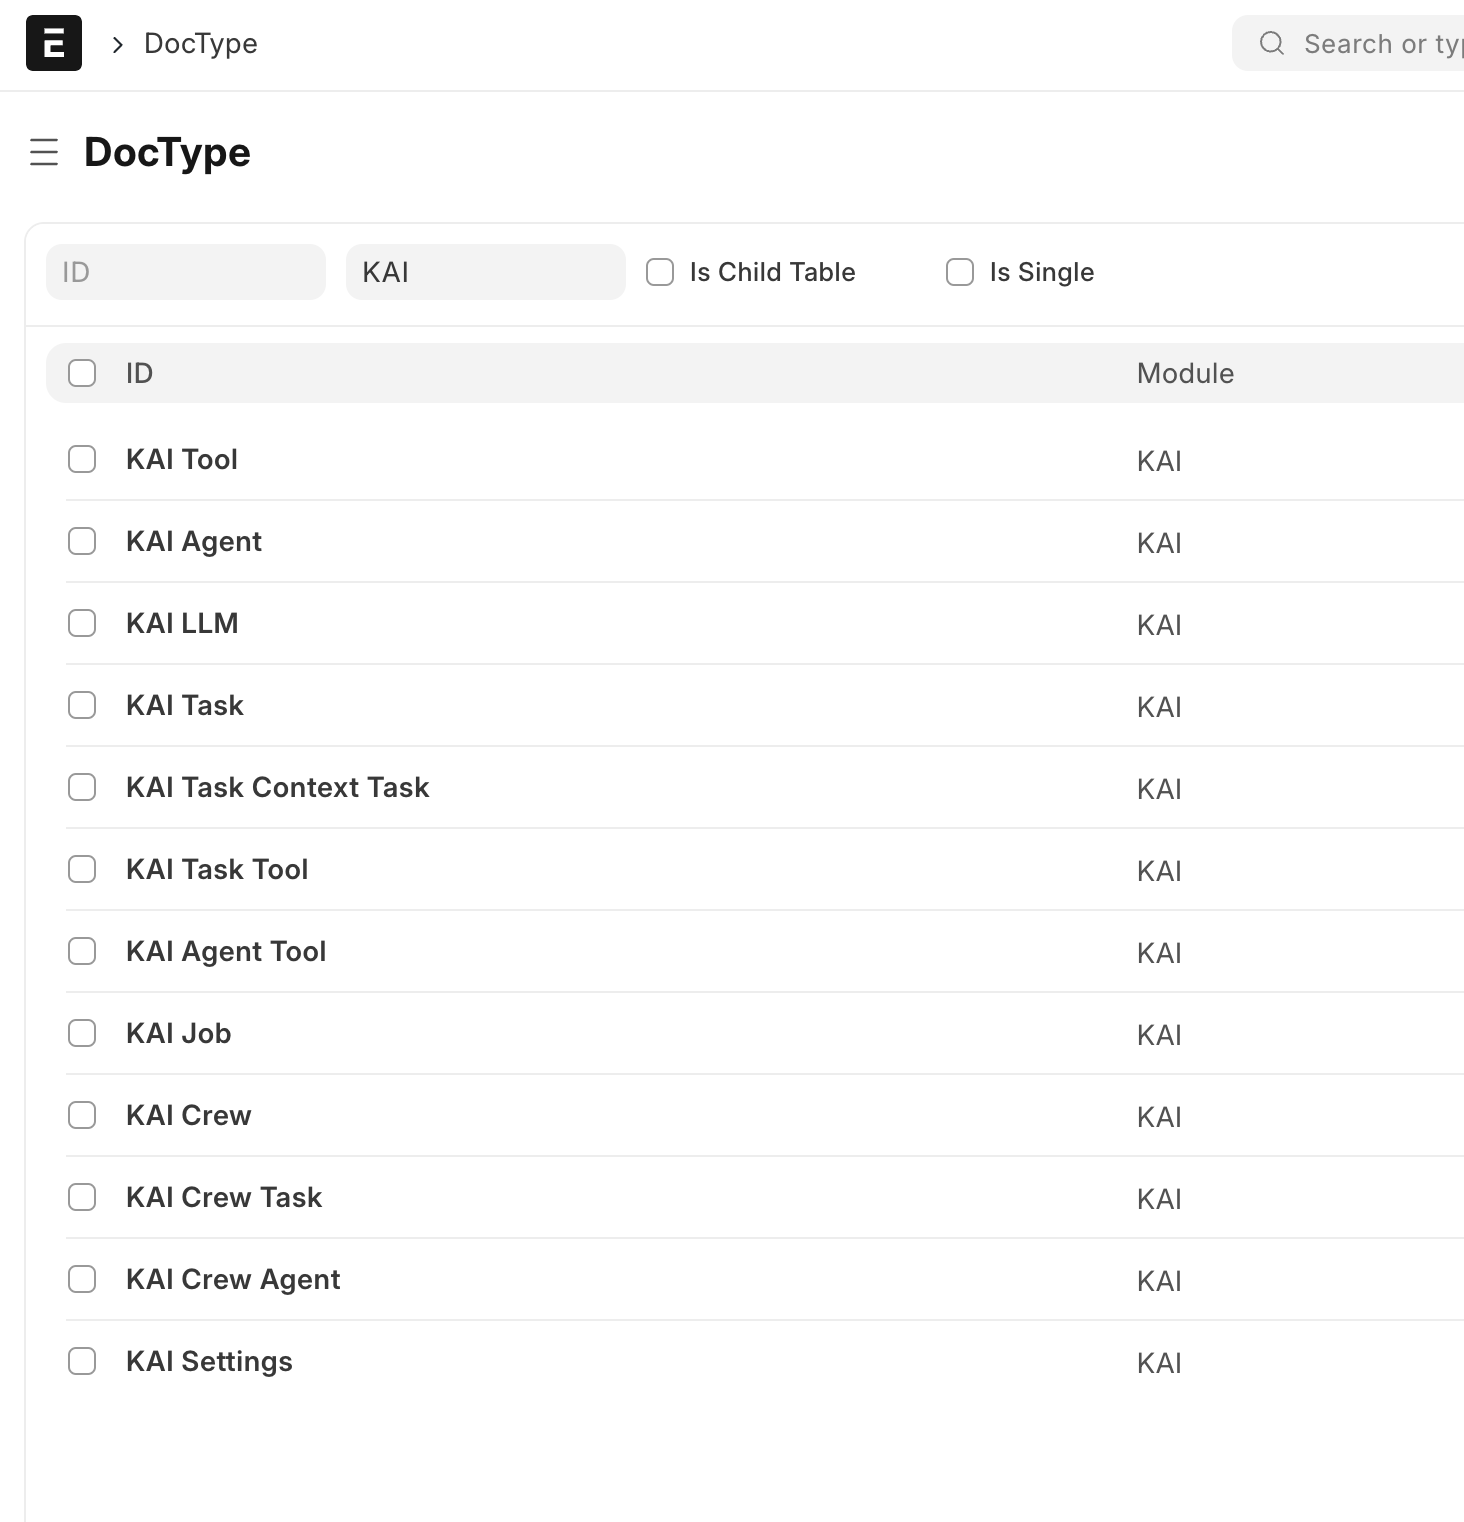 E
DocType
Search or typ
DocType
ID
KAI
Is Child Table
Is Single
ID Module
KAI Tool KAI
KAI Agent KAI
KAI LLM KAI
KAI Task KAI
KAI Task Context Task KAI
KAI Task Tool KAI
KAI Agent Tool KAI
KAI Job KAI
KAI Crew KAI
KAI Crew Task KAI
KAI Crew Agent KAI
KAI Settings KAI